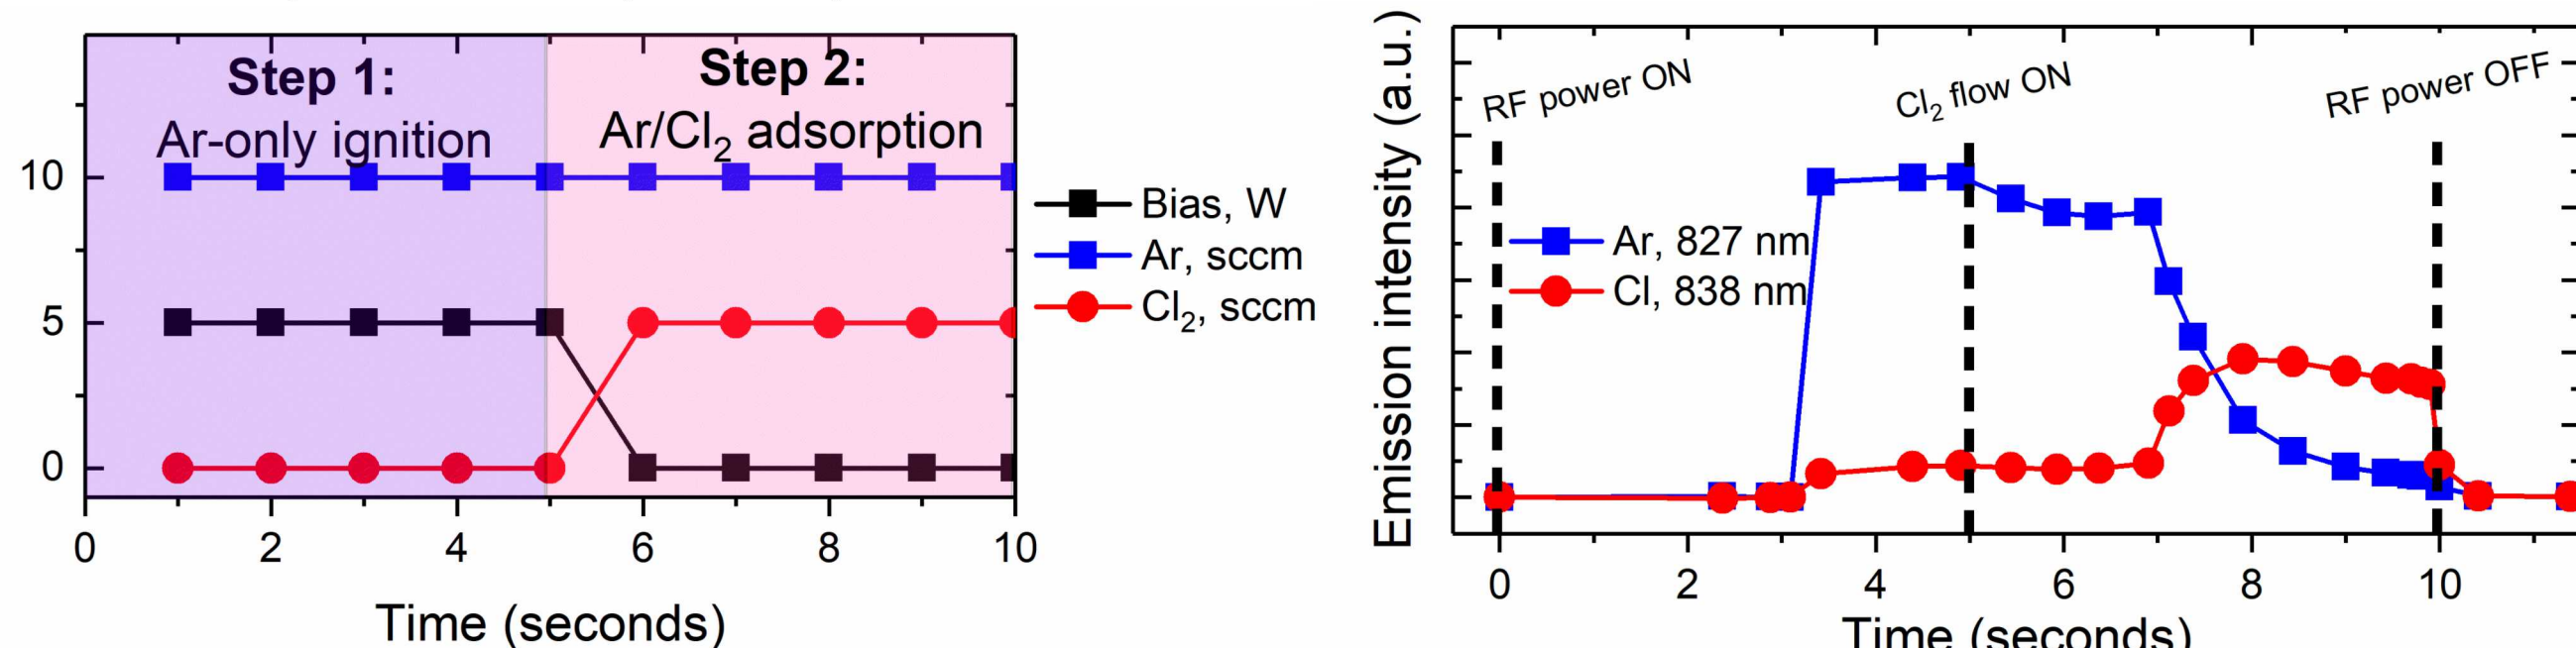 Step 1:
Ar-only ignition
Step 2:
Ar/Cl₂ adsorption
10
5
0
0 2 4 6 8 10
Time (seconds)
Bias, W
Ar, sccm
Cl₂, sccm
Emission intensity (a.u.)
RF power ON
Cl₂ flow ON
RF power OFF
Ar, 827 nm
Cl, 838 nm
0 2 4 6 8 10
Time (seconds)